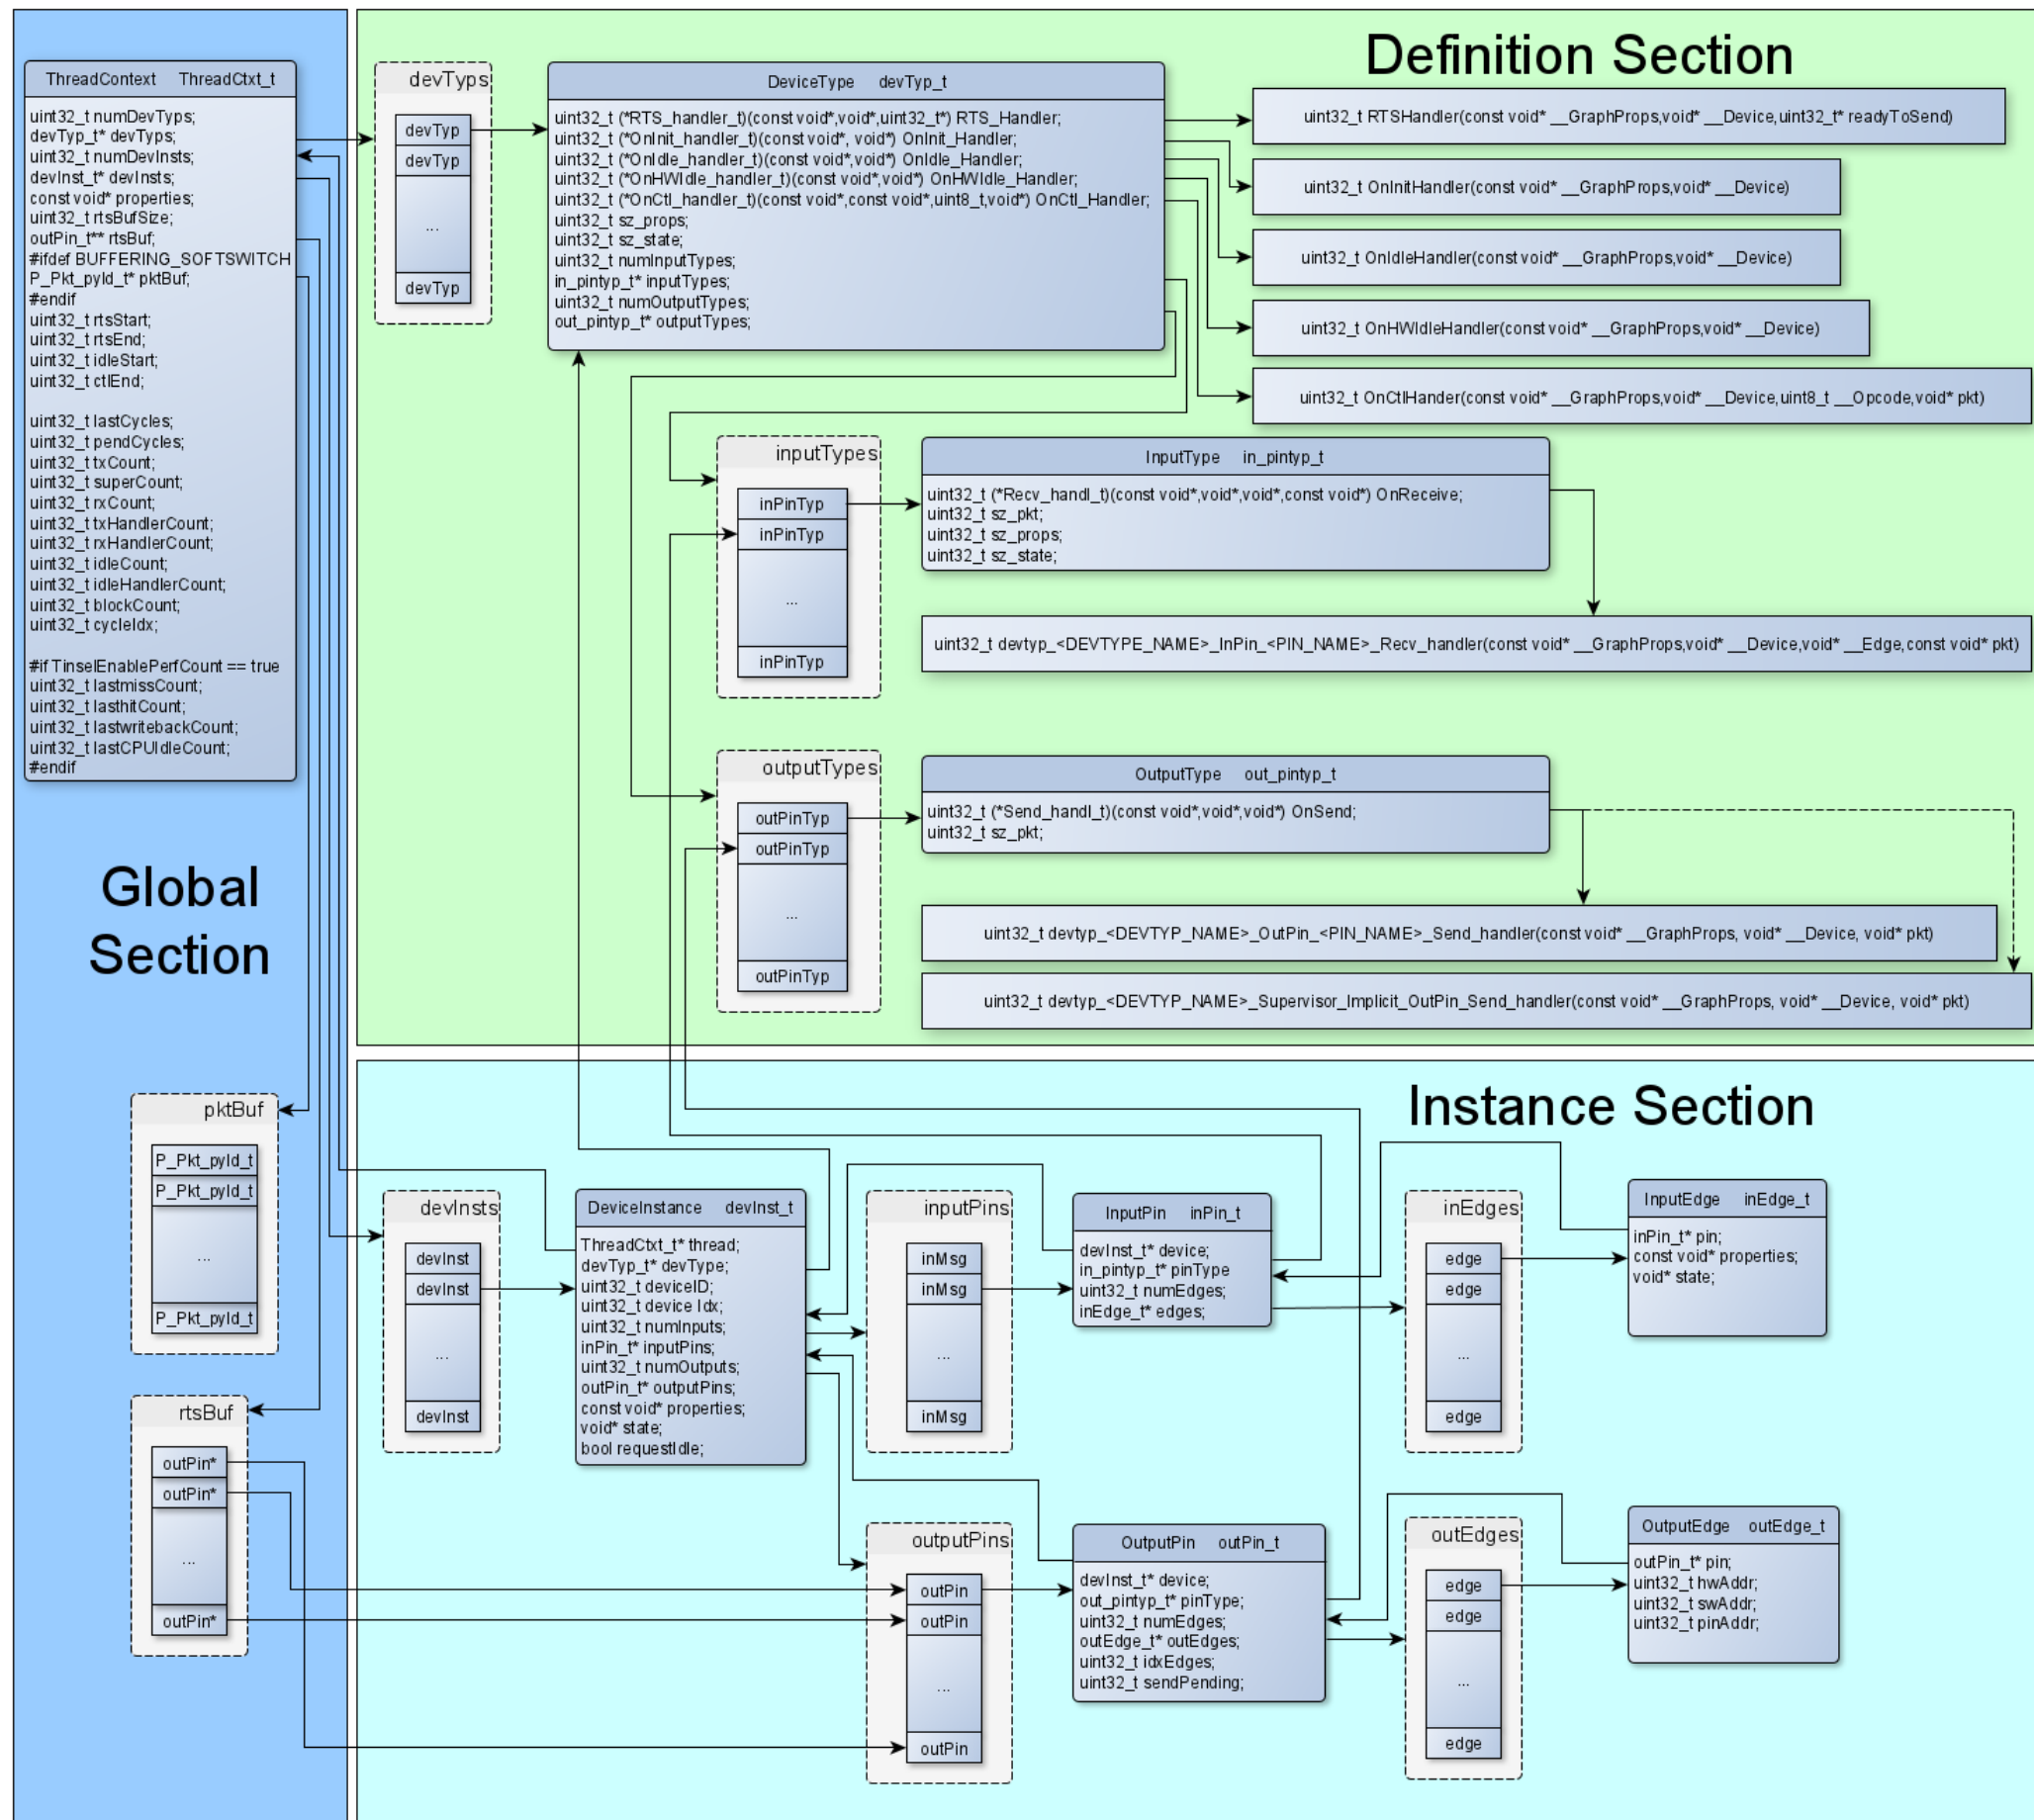 Global
Section
ThreadContext ThreadCtxt_t
uint32_t numDevTyps;
devTyp_t* devTyps;
uint32_t numDevInsts;
devInst_t* devInsts;
const void* properties;
uint32_t rtsBufSize;
outPin_t** rtsBuf;
#ifdef BUFFERING_SOFTSWITCH
P_Pkt_pyld_t* pktBuf;
#endif
uint32_t rtsStart;
uint32_t rtsEnd;
uint32_t idleStart;
uint32_t ctlEnd;
uint32_t lastCycles;
uint32_t pendCycles;
uint32_t txCount;
uint32_t superCount;
uint32_t rxCount;
uint32_t txHandlerCount;
uint32_t rxHandlerCount;
uint32_t idleCount;
uint32_t idleHandlerCount;
uint32_t blockCount;
uint32_t cycleIdx;
#if TinselEnablePerfCount == true
uint32_t lastmissCount;
uint32_t lasthitCount;
uint32_t lastwritebackCount;
uint32_t lastCPUIdleCount;
#endif
pktBuf
P_Pkt_pyld_t
P_Pkt_pyld_t
...
P_Pkt_pyld_t
rtsBuf
outPin*
outPin*
...
outPin*
Definition Section
devTyps
devTyp
devTyp
...
devTyp
DeviceType devTyp_t
uint32_t (*RTS_handler_t)(const void*,void*,uint32_t*) RTS_Handler;
uint32_t (*OnInit_handler_t)(const void*, void*) OnInit_Handler;
uint32_t (*OnIdle_handler_t)(const void*,void*) OnIdle_Handler;
uint32_t (*OnHWIdle_handler_t)(const void*,void*) OnHWIdle_Handler;
uint32_t (*OnCtl_handler_t)(const void*,const void*,uint8_t,void*) OnCtl_Handler;
uint32_t sz_props;
uint32_t sz_state;
uint32_t numInputTypes;
in_pintyp_t* inputTypes;
uint32_t numOutputTypes;
out_pintyp_t* outputTypes;
uint32_t RTSHandler(const void* __GraphProps,void* __Device,uint32_t* readyToSend)
uint32_t OnInitHandler(const void* __GraphProps,void* __Device)
uint32_t OnIdleHandler(const void* __GraphProps,void* __Device)
uint32_t OnHWIdleHandler(const void* __GraphProps,void* __Device)
uint32_t OnCtlHander(const void* __GraphProps,void* __Device,uint8_t __Opcode,void* pkt)
inputTypes
inPinTyp
inPinTyp
...
inPinTyp
InputType in_pintyp_t
uint32_t (*Recv_handl_t)(const void*,void*,void*,const void*) OnReceive;
uint32_t sz_pkt;
uint32_t sz_props;
uint32_t sz_state;
uint32_t devtyp_<DEVTYPE_NAME>_InPin_<PIN_NAME>_Recv_handler(const void* __GraphProps,void* __Device,void* __Edge,const void* pkt)
outputTypes
outPinTyp
outPinTyp
...
outPinTyp
OutputType out_pintyp_t
uint32_t (*Send_handl_t)(const void*,void*,void*) OnSend;
uint32_t sz_pkt;
uint32_t devtyp_<DEVTYP_NAME>_OutPin_<PIN_NAME>_Send_handler(const void* __GraphProps, void* __Device, void* pkt)
uint32_t devtyp_<DEVTYP_NAME>_Supervisor_Implicit_OutPin_Send_handler(const void* __GraphProps, void* __Device, void* pkt)
Instance Section
devInsts
devInst
devInst
...
devInst
DeviceInstance devInst_t
ThreadCtxt_t* thread;
devTyp_t* devType;
uint32_t deviceID;
uint32_t device Idx;
uint32_t numInputs;
inPin_t* inputPins;
uint32_t numOutputs;
outPin_t* outputPins;
const void* properties;
void* state;
bool requestIdle;
inputPins
inMsg
inMsg
...
inMsg
InputPin inPin_t
devInst_t* device;
in_pintyp_t* pinType
uint32_t numEdges;
inEdge_t* edges;
inEdges
edge
edge
...
edge
InputEdge inEdge_t
inPin_t* pin;
const void* properties;
void* state;
outputPins
outPin
outPin
...
outPin
OutputPin outPin_t
devInst_t* device;
out_pintyp_t* pinType;
uint32_t numEdges;
outEdge_t* outEdges;
uint32_t idxEdges;
uint32_t sendPending;
outEdges
edge
edge
...
edge
OutputEdge outEdge_t
outPin_t* pin;
uint32_t hwAddr;
uint32_t swAddr;
uint32_t pinAddr;